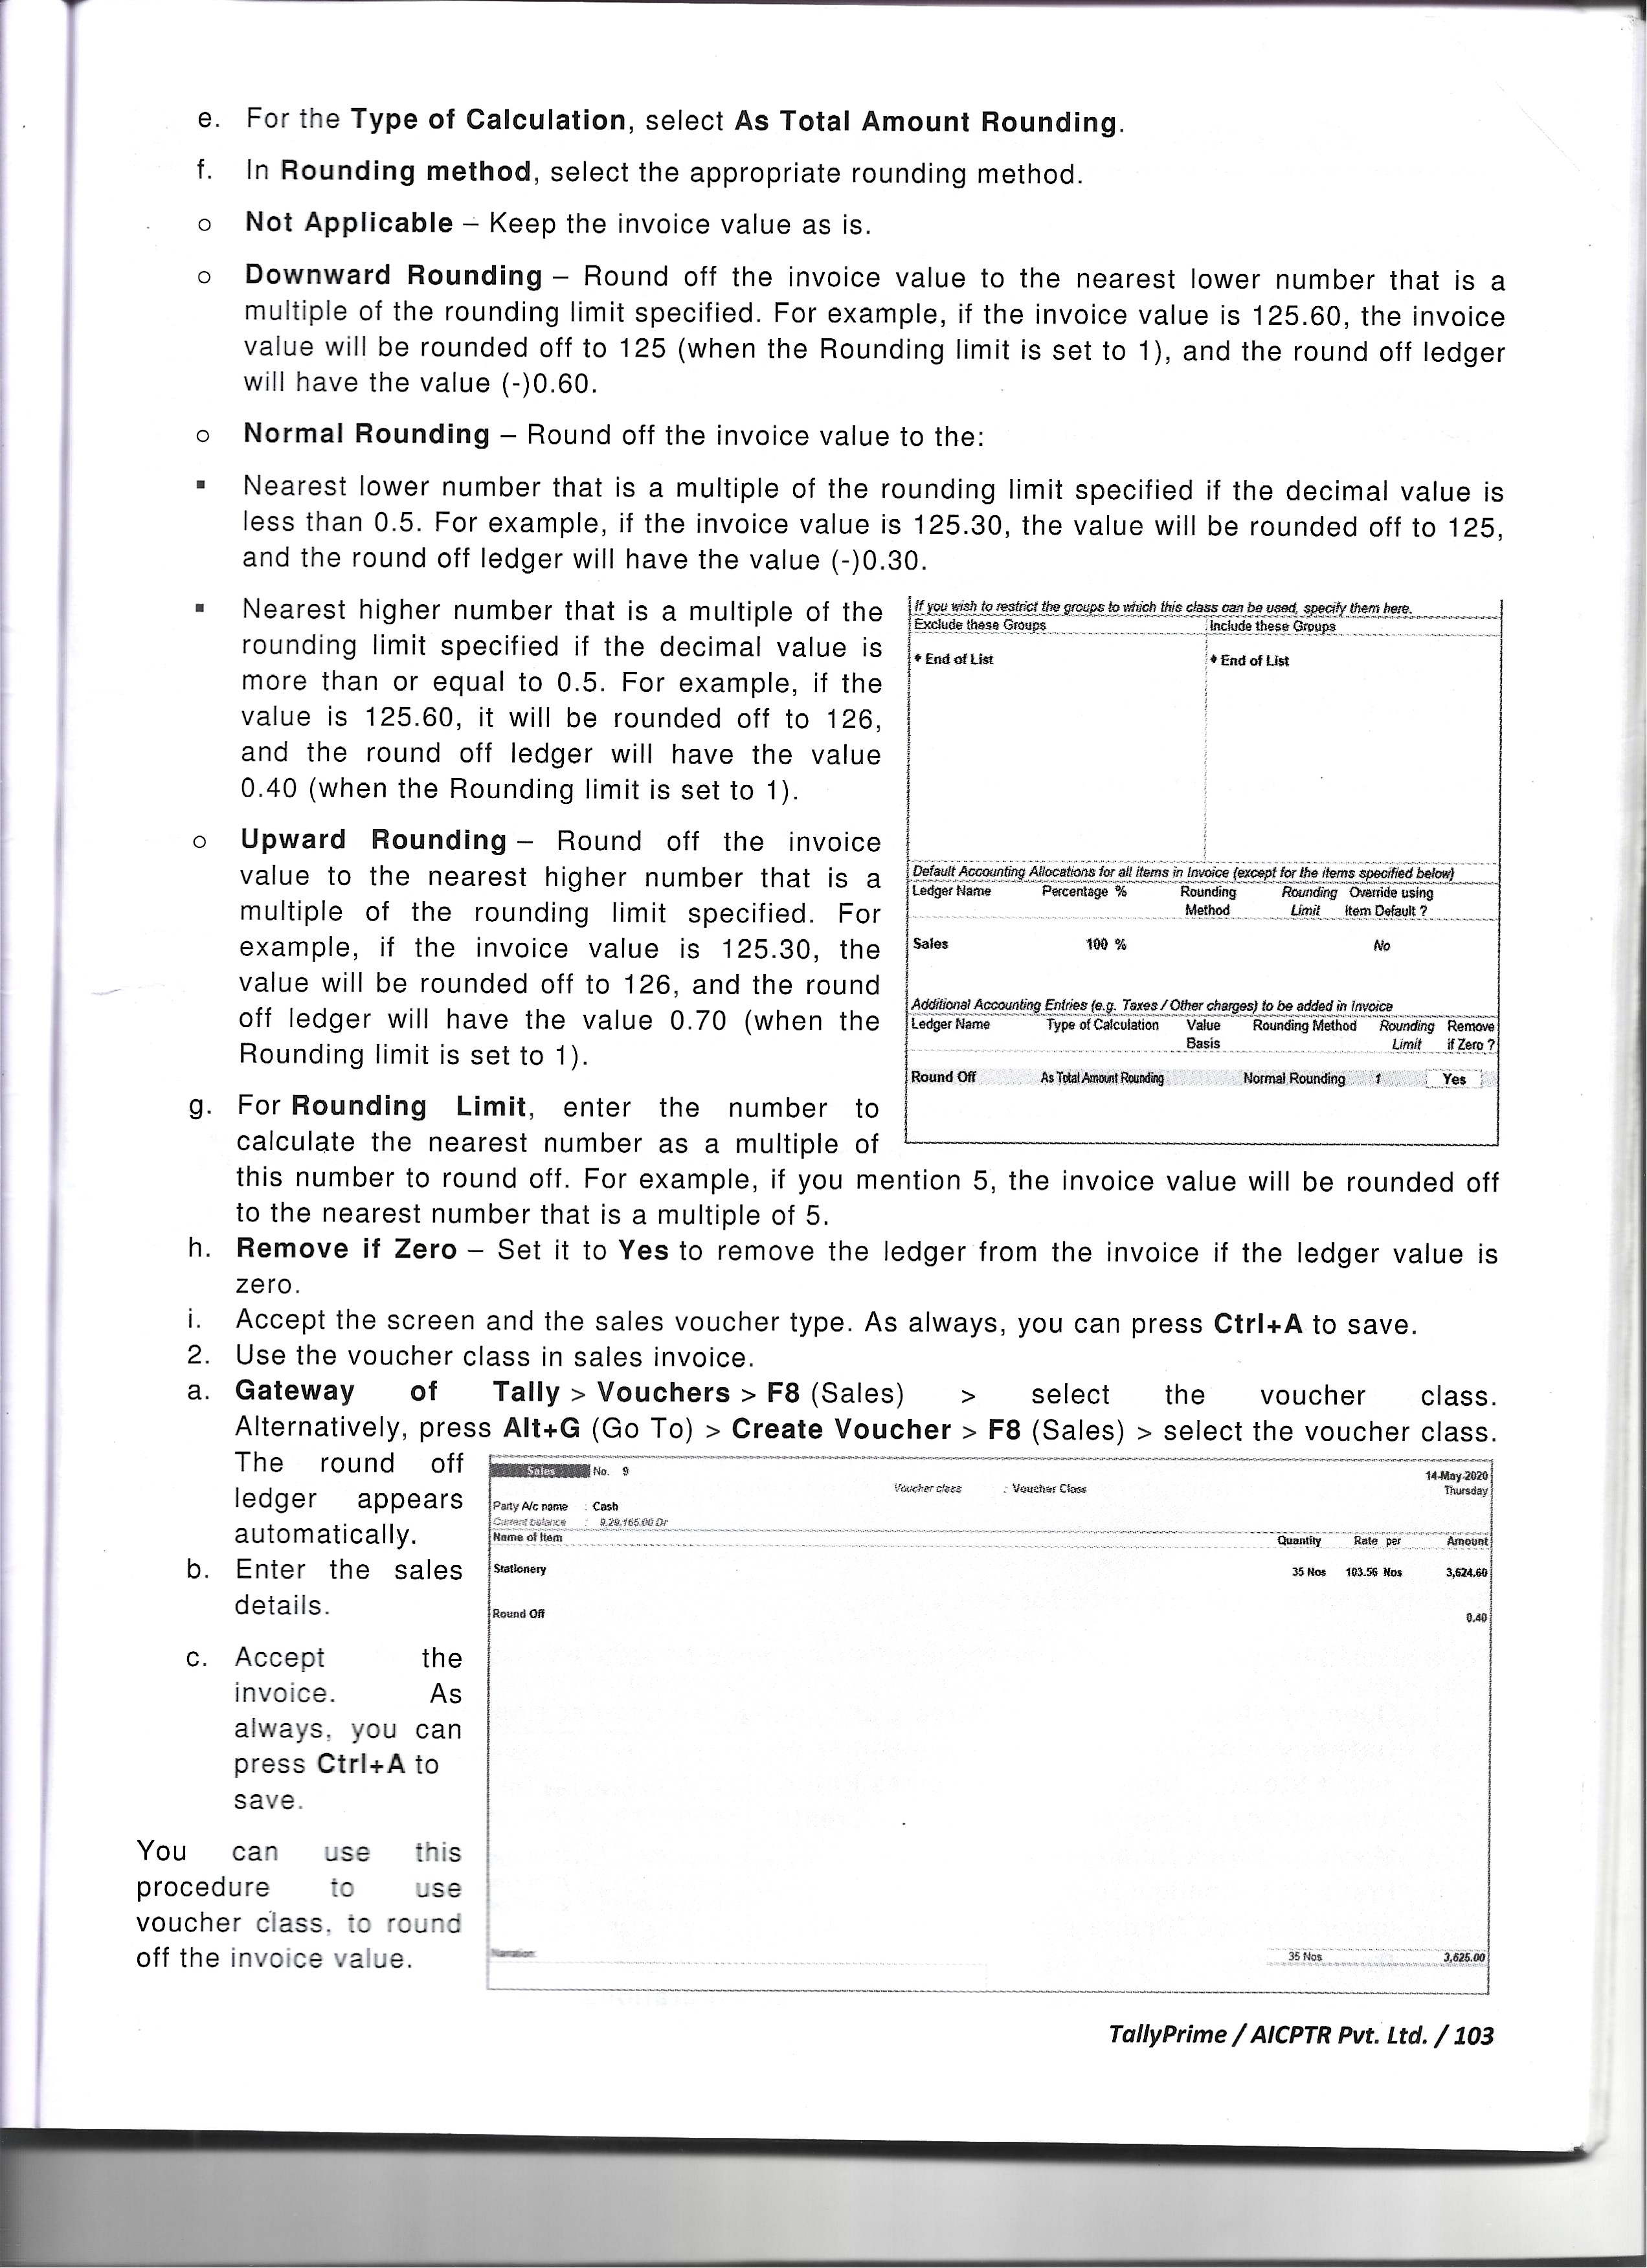 e. For the Type of Calculation, select As Total Amount Rounding.
f. In Rounding method, select the appropriate rounding method.
o Not Applicable – Keep the invoice value as is.
o Downward Rounding – Round off the invoice value to the nearest lower number that is a
multiple of the rounding limit specified. For example, if the invoice value is 125.60, the invoice
value will be rounded off to 125 (when the Rounding limit is set to 1), and the round off ledger
will have the value (-)0.60.
o Normal Rounding – Round off the invoice value to the:
▪ Nearest lower number that is a multiple of the rounding limit specified if the decimal value is
less than 0.5. For example, if the invoice value is 125.30, the value will be rounded off to 125,
and the round off ledger will have the value (-)0.30.
▪ Nearest higher number that is a multiple of the
rounding limit specified if the decimal value is
more than or equal to 0.5. For example, if the
value is 125.60, it will be rounded off to 126,
and the round off ledger will have the value
0.40 (when the Rounding limit is set to 1).
o Upward Rounding – Round off the invoice
value to the nearest higher number that is a
multiple of the rounding limit specified. For
example, if the invoice value is 125.30, the
value will be rounded off to 126, and the round
off ledger will have the value 0.70 (when the
Rounding limit is set to 1).
If you wish to restrict the groups to which this class can be used, specify them here.
Exclude these Groups Include these Groups
♦ End of List ♦ End of List
Default Accounting Allocations for all items in Invoice (except for the items specified below)
Ledger Name Percentage % Rounding Rounding Override using
Method Limit Item Default ?
Sales 100 % No
Additional Accounting Entries (e.g. Taxes / Other charges) to be added in Invoice
Ledger Name Type of Calculation Value Rounding Method Rounding Remove
Basis Limit if Zero ?
Round Off As Total Amount Rounding Normal Rounding 1 Yes
g. For Rounding Limit, enter the number to
calculate the nearest number as a multiple of
this number to round off. For example, if you mention 5, the invoice value will be rounded off
to the nearest number that is a multiple of 5.
h. Remove if Zero – Set it to Yes to remove the ledger from the invoice if the ledger value is
zero.
i. Accept the screen and the sales voucher type. As always, you can press Ctrl+A to save.
2. Use the voucher class in sales invoice.
a. Gateway of Tally > Vouchers > F8 (Sales) > select the voucher class.
Alternatively, press Alt+G (Go To) > Create Voucher > F8 (Sales) > select the voucher class.
The round off
ledger appears
automatically.
b. Enter the sales
details.
c. Accept the
invoice. As
always, you can
press Ctrl+A to
save.
You can use this
procedure to use
voucher class, to round
off the invoice value.
Sales No. 9 14-May-2020
Voucher class : Voucher Class Thursday
Party A/c name : Cash
Current balance : 9,29,165.00 Dr
Name of Item Quantity Rate per Amount
Stationery 35 Nos 103.56 Nos 3,624.60
Round Off 0.40
Narration: 35 Nos 3,625.00
TallyPrime / AICPTR Pvt. Ltd. / 103